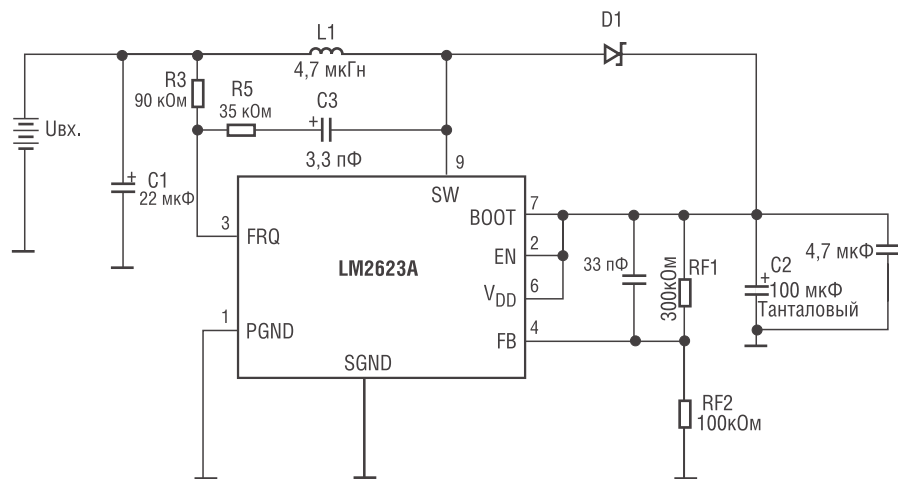 L1
D1
4,7 мкГн
R3
90 кОм
R5
35 кОм
C3
+
3,3 пФ
Uвх.
+
C1
22 мкФ
9
SW
3
FRQ
BOOT
7
EN
2
LM2623A
VDD
6
FB
4
1
PGND
SGND
33 пФ
RF1
300кОм
+
C2
100 мкФ
Танталовый
4,7 мкФ
RF2
100кОм